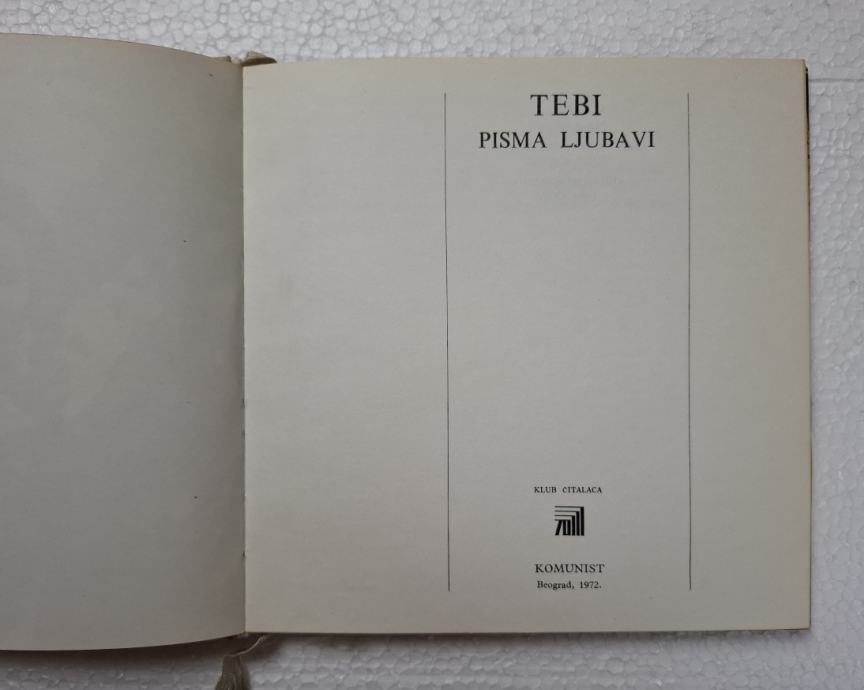 TEBI
PISMA LJUBAVI
KLUB ČITALACA
KOMUNIST
Beograd, 1972.